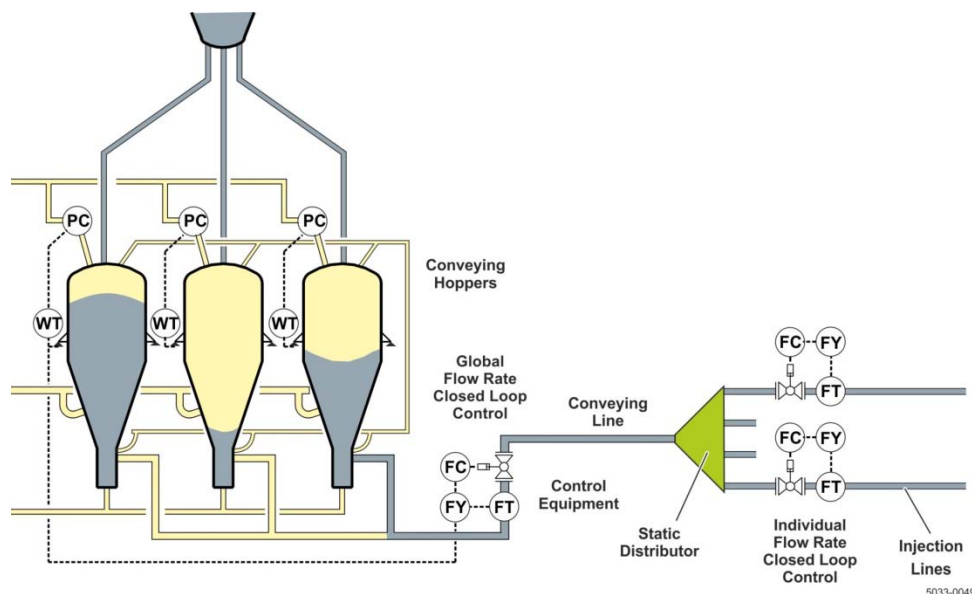 PC
PC
PC
WT
WT
WT
Conveying
Hoppers
Global
Flow Rate
Closed Loop
Control
FC
FY
FT
Control
Equipment
Conveying
Line
Static
Distributor
FC
FY
FT
FC
FY
FT
Individual
Flow Rate
Closed Loop
Control
Injection
Lines